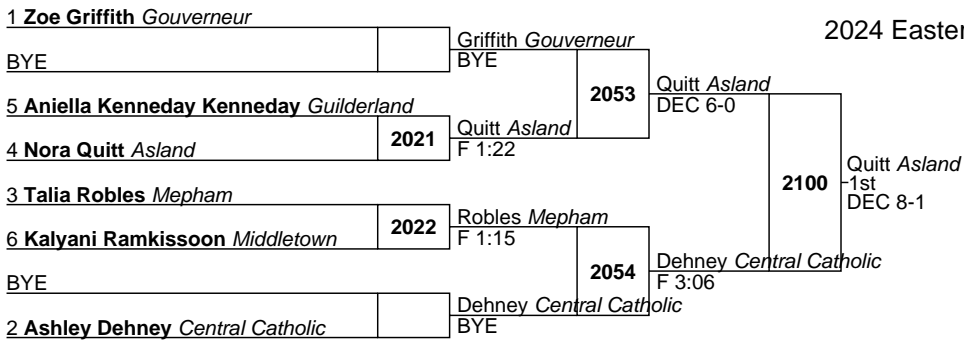 1 Zoe Griffith Gouverneur
2024 Easter
Griffith Gouverneur
BYE
BYE
Quitt Asland
2053
DEC 6-0
5 Aniella Kenneday Kenneday Guilderland
2021
Quitt Asland
F 1:22
4 Nora Quitt Asland
Quitt Asland
2100
1st
DEC 8-1
3 Talia Robles Mepham
2022
Robles Mepham
F 1:15
6 Kalyani Ramkissoon Middletown
Dehney Central Catholic
2054
F 3:06
BYE
Dehney Central Catholic
BYE
2 Ashley Dehney Central Catholic